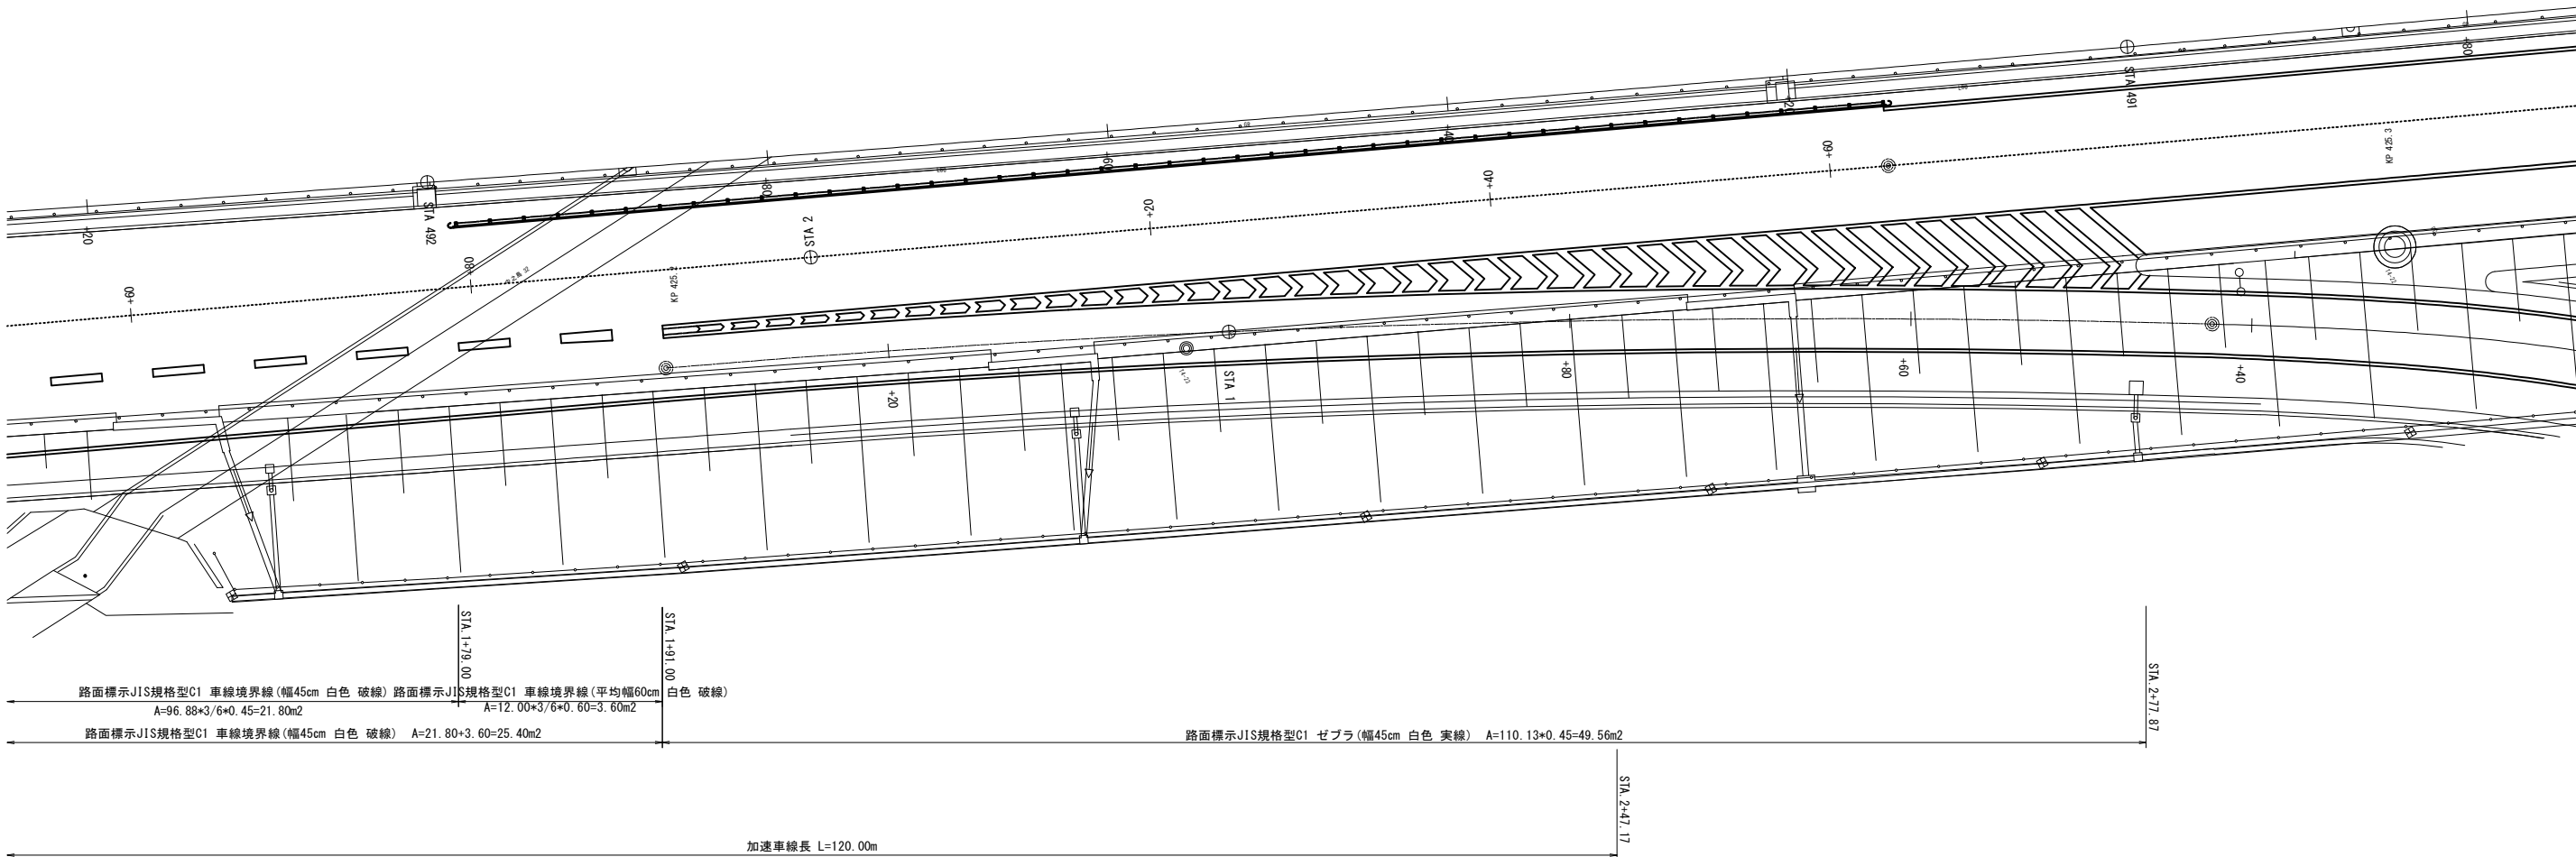 +80
STA 491
+20
KP 425.3
+60
+40
+40
+60
+20
+80
STA 2
STA 492
+20
+80
KP 425.2
+60
+40
+60
+80
STA 1
+20
STA.1+79.00
STA.1+91.00
STA.2+77.87
路面標示JIS規格型C1 車線境界線(幅45cm 白色 破線)
路面標示JIS規格型C1 車線境界線(平均幅60cm 白色 破線)
A=96.88*3/6*0.45=21.80m2
A=12.00*3/6*0.60=3.60m2
路面標示JIS規格型C1 車線境界線(幅45cm 白色 破線) A=21.80+3.60=25.40m2
路面標示JIS規格型C1 ゼブラ(幅45cm 白色 実線) A=110.13*0.45=49.56m2
STA.2+47.17
加速車線長 L=120.00m